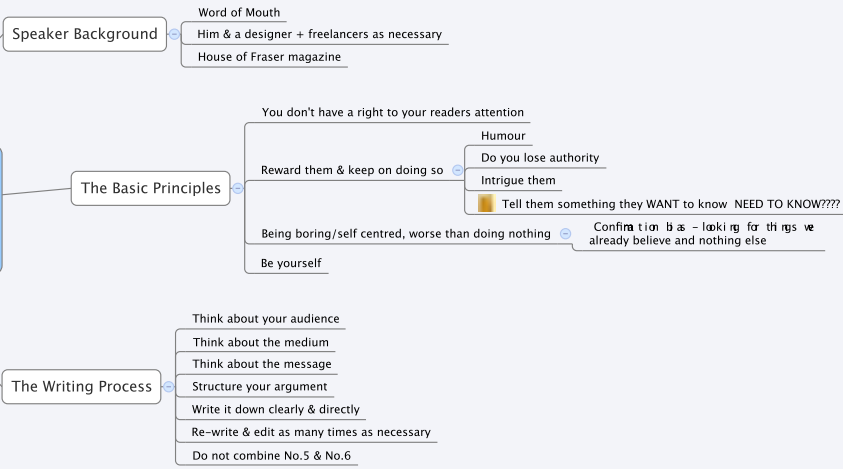 Speaker Background
Word of Mouth
Him & a designer + freelancers as necessary
House of Fraser magazine
The Basic Principles
You don't have a right to your readers attention
Reward them & keep on doing so
Humour
Do you lose authority
Intrigue them
Tell them something they WANT to know NEED TO KNOW????
Being boring/self centred, worse than doing nothing
Confimation bias - looking for things we
already believe and nothing else
Be yourself
The Writing Process
Think about your audience
Think about the medium
Think about the message
Structure your argument
Write it down clearly & directly
Re-write & edit as many times as necessary
Do not combine No.5 & No.6